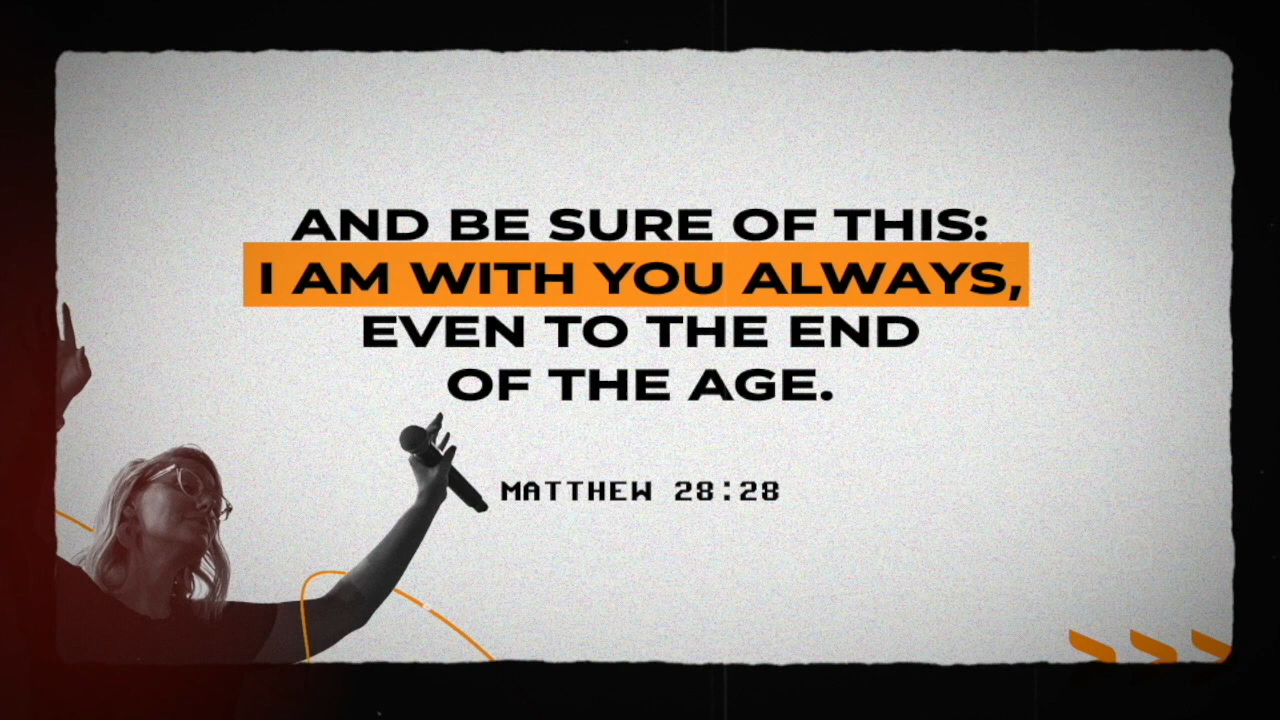 AND BE SURE OF THIS:
I AM WITH YOU ALWAYS,
EVEN TO THE END
OF THE AGE.
MATTHEW 28:28